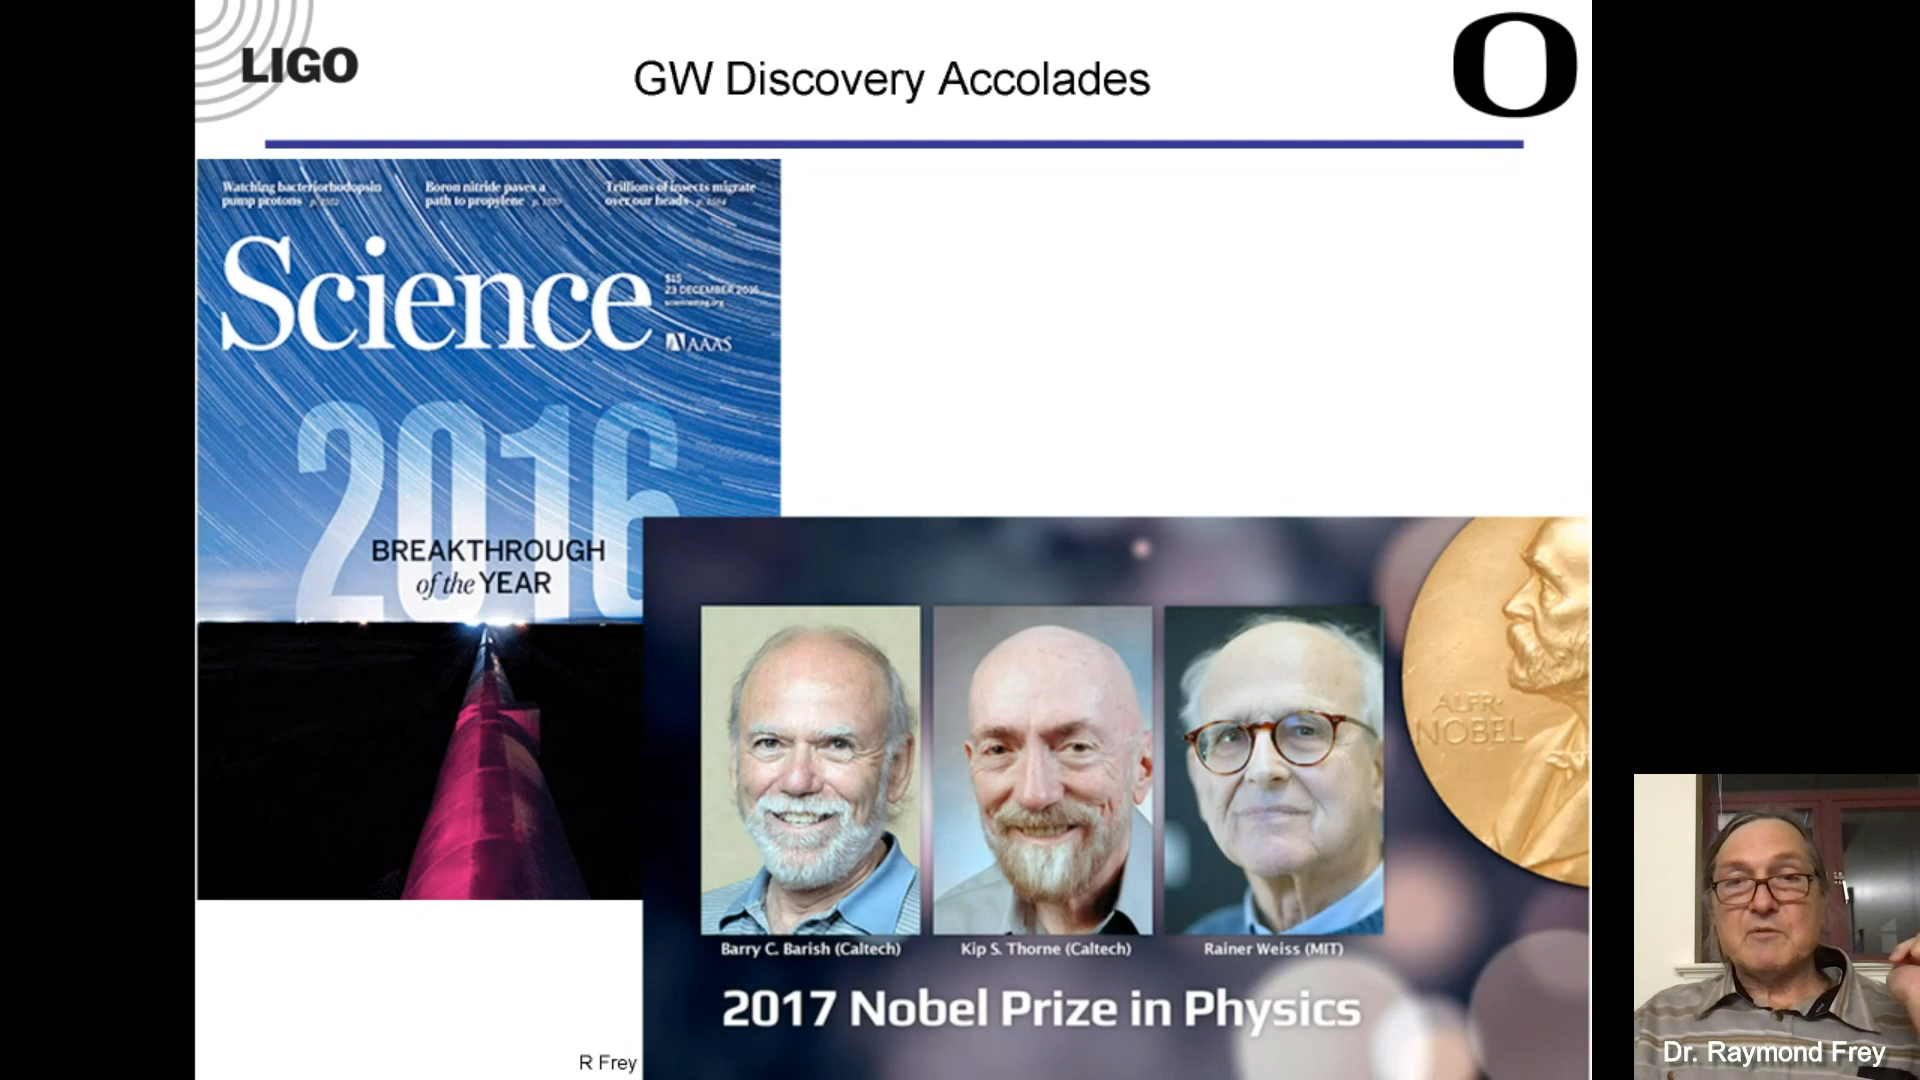 LIGO
GW Discovery Accolades
O
Watching bacteriorhodopsin
pump protons
Boron nitride paves a
path to propylene
Trillions of insects migrate
over our heads
Science
$15
23 DECEMBER 2016
sciencemag.org
AAAS
2016
BREAKTHROUGH
of the YEAR
ALFR·
NOBEL
Barry C. Barish (Caltech)
Kip S. Thorne (Caltech)
Rainer Weiss (MIT)
2017 Nobel Prize in Physics
R Frey
Dr. Raymond Frey